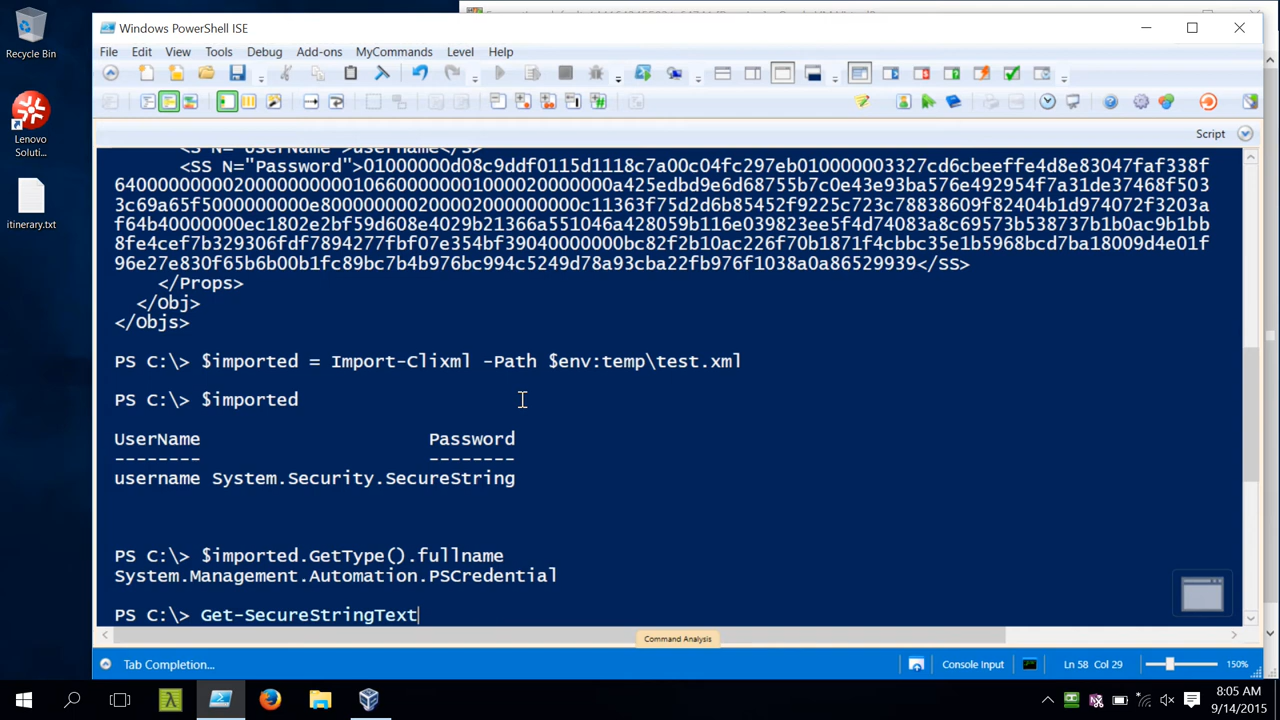 Recycle Bin
Lenovo
Soluti...
itinerary.txt
Windows PowerShell ISE
File Edit View Tools Debug Add-ons MyCommands Level Help
Script
<S N="UserName">username</S>
<SS N="Password">01000000d08c9ddf0115d1118c7a00c04fc297eb010000003327cd6cbeeffe4d8e83047faf338f
64000000000200000000001066000000010000200000000a425edbd9e6d68755b7c0e43e93ba576e492954f7a31de37468f503
3c69a65f5000000000e80000000020000200000000c11363f75d2d6b85452f9225c723c78838609f82404b1d974072f3203a
f64b40000000ec1802e2bf59d608e4029b21366a551046a428059b116e039823ee5f4d74083a8c69573b538737b1b0ac9b1bb
8fe4cef7b329306fdf7894277fbf07e354bf39040000000bc82f2b10ac226f70b1871f4cbbc35e1b5968bcd7ba18009d4e01f
96e27e830f65b6b00b1fc89bc7b4b976bc994c5249d78a93cba22fb976f1038a0a86529939</SS>
</Props>
</Obj>
</Objs>
PS C:\> $imported = Import-Clixml -Path $env:temp\test.xml
PS C:\> $imported
UserName Password
-------- --------
username System.Security.SecureString
PS C:\> $imported.GetType().fullname
System.Management.Automation.PSCredential
PS C:\> Get-SecureStringText
Command Analysis
Tab Completion... Console Input Ln 58 Col 29 150%
8:05 AM
9/14/2015